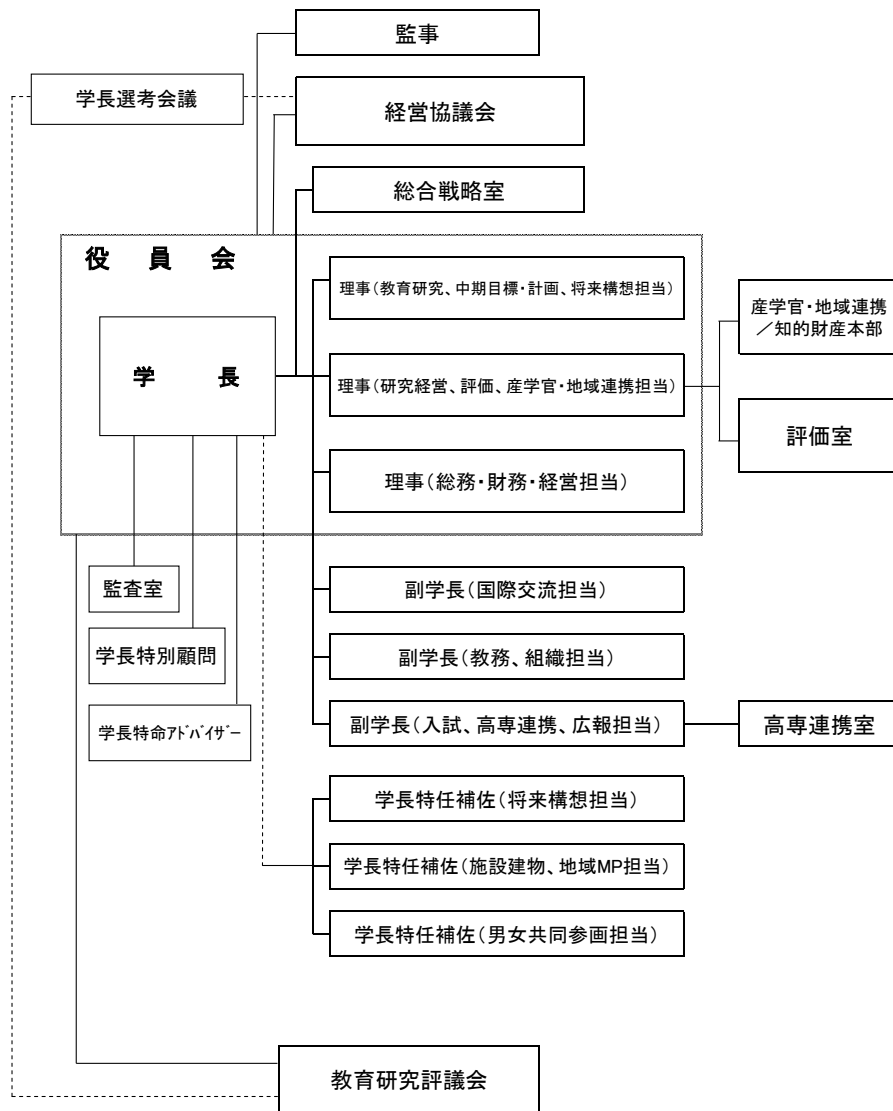 監事
学長選考会議
経営協議会
総合戦略室
役員会
理事(教育研究、中期目標・計画、将来構想担当)
学長
理事(研究経営、評価、産学官・地域連携担当)
産学官・地域連携
／知的財産本部
評価室
理事(総務・財務・経営担当)
監査室
副学長(国際交流担当)
学長特別顧問
副学長(教務、組織担当)
学長特命ｱﾄﾞﾊﾞｲｻﾞｰ
副学長(入試、高専連携、広報担当)
高専連携室
学長特任補佐(将来構想担当)
学長特任補佐(施設建物、地域MP担当)
学長特任補佐(男女共同参画担当)
教育研究評議会